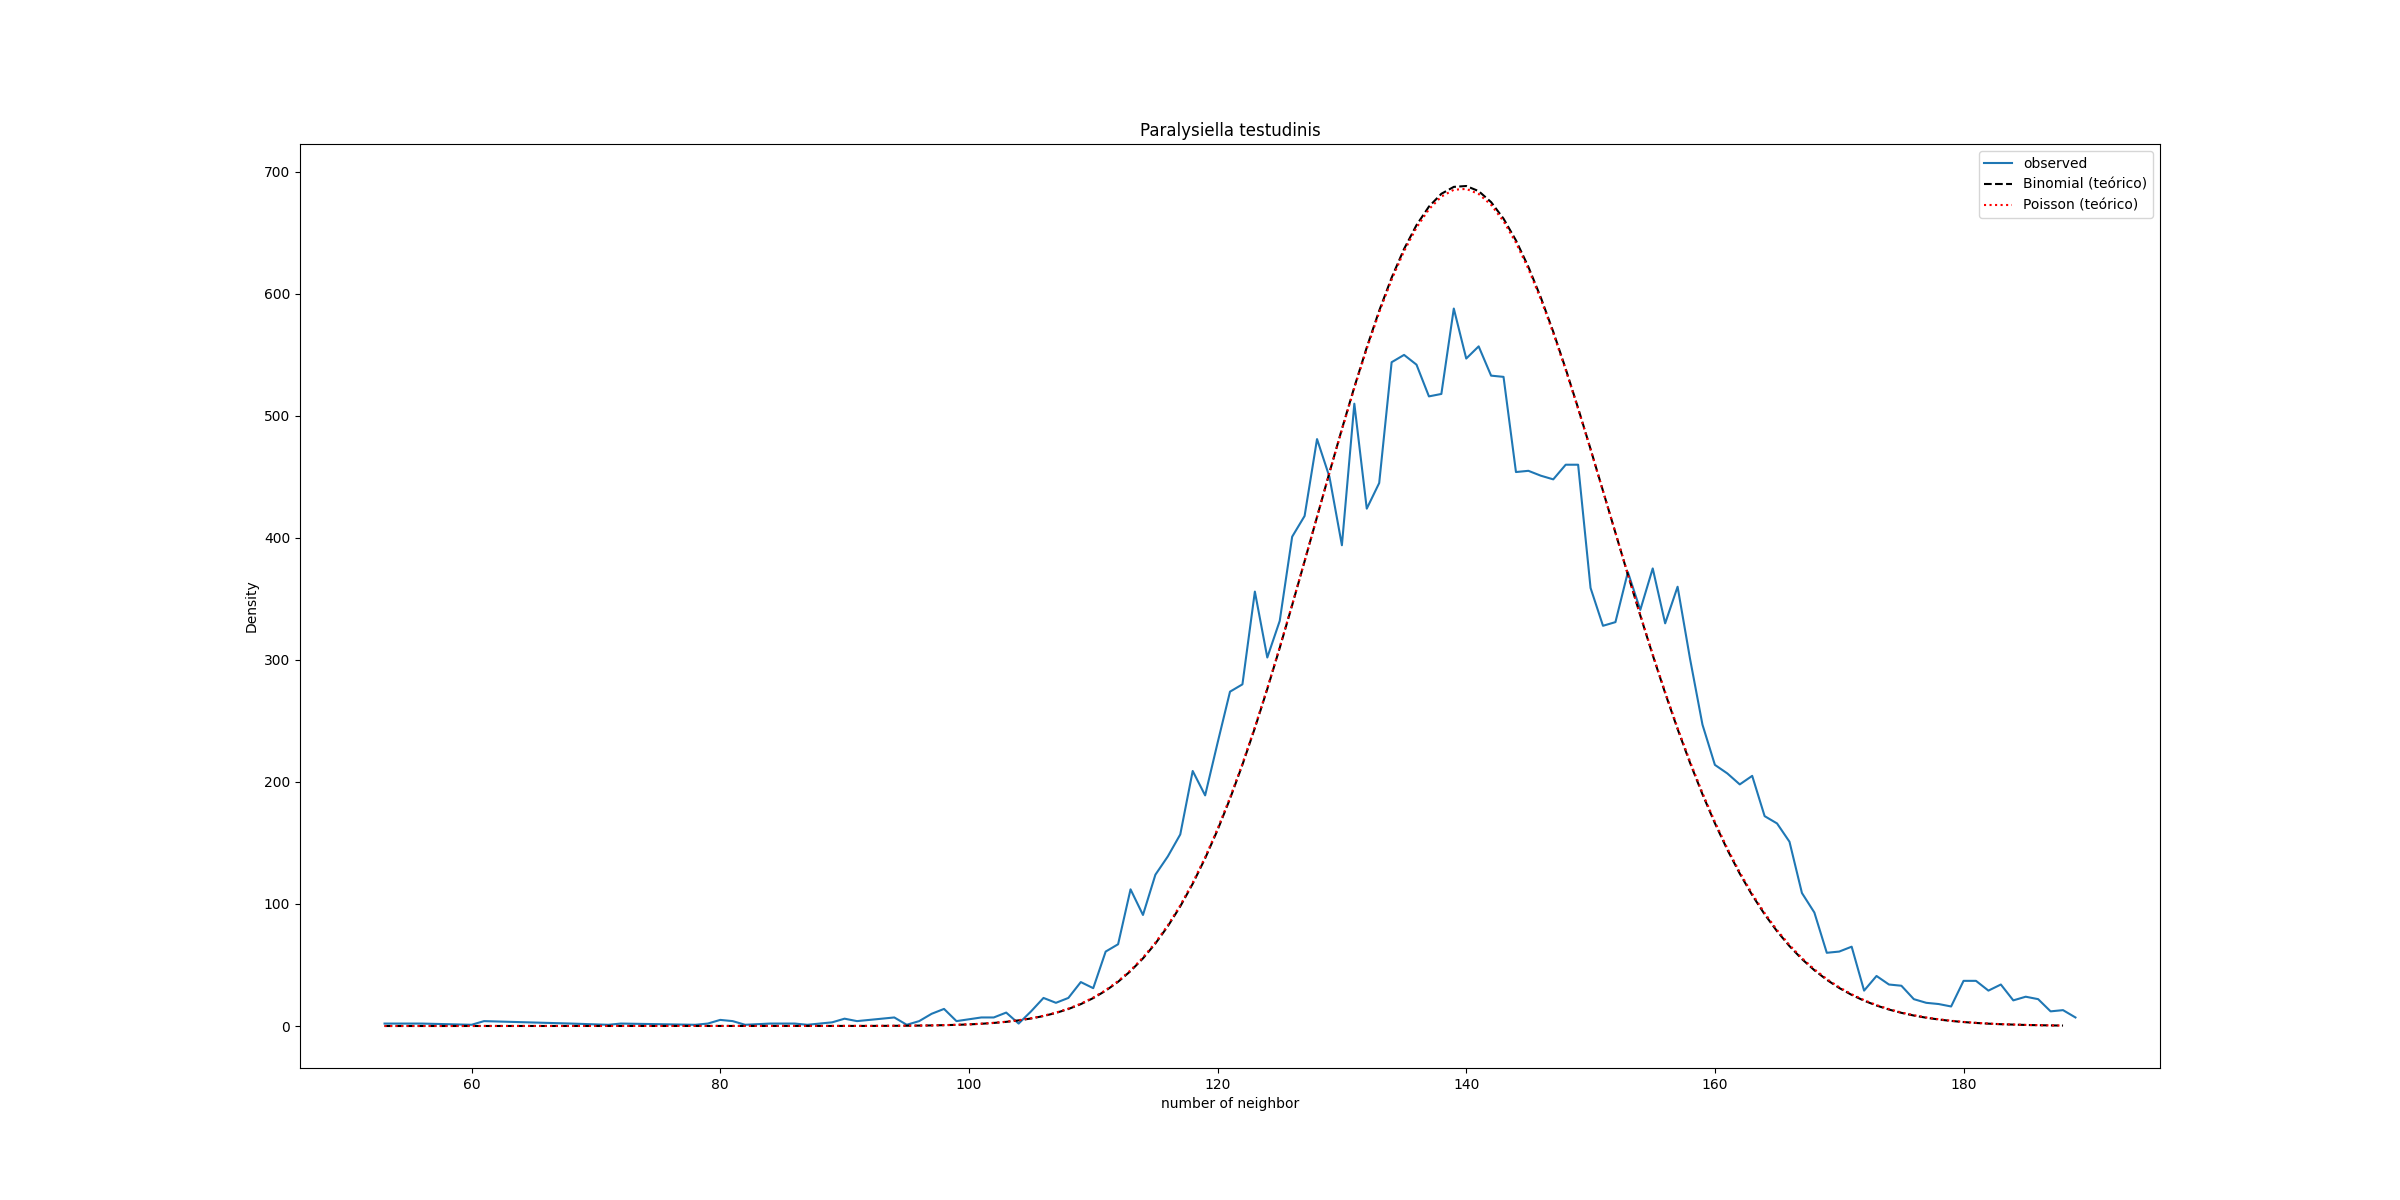 Paralysiella testudinis
observed
Binomial (teórico)
Poisson (teórico)
700
600
500
400
300
200
100
0
Density
60 80 100 120 140 160 180
number of neighbor